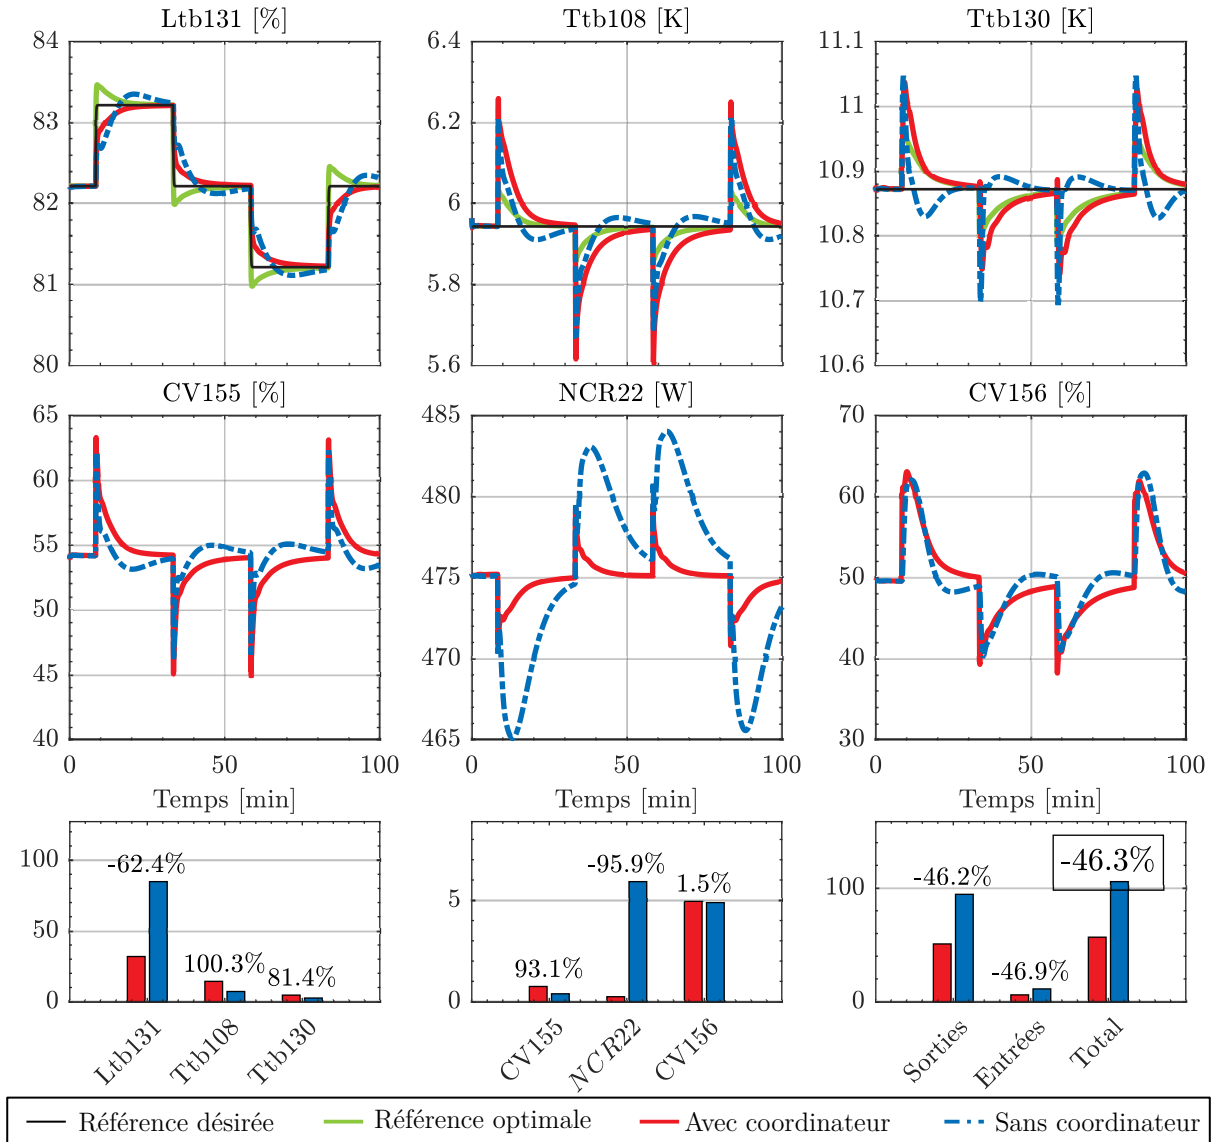 Ltb131 [%]
Ttb108 [K]
Ttb130 [K]
84
83
82
81
80
6.4
6.2
6
5.8
5.6
11.1
11
10.9
10.8
10.7
10.6
CV155 [%]
NCR22 [W]
CV156 [%]
65
60
55
50
45
40
0
50
100
485
480
475
470
465
0
50
100
70
60
50
40
30
0
50
100
Temps [min]
Temps [min]
Temps [min]
100
50
0
-62.4%
100.3%
81.4%
Ltb131
Ttb108
Ttb130
5
0
93.1%
-95.9%
1.5%
CV155
NCR22
CV156
100
0
-46.2%
-46.9%
-46.3%
Sorties
Entrées
Total
Référence désirée
Référence optimale
Avec coordinateur
Sans coordinateur